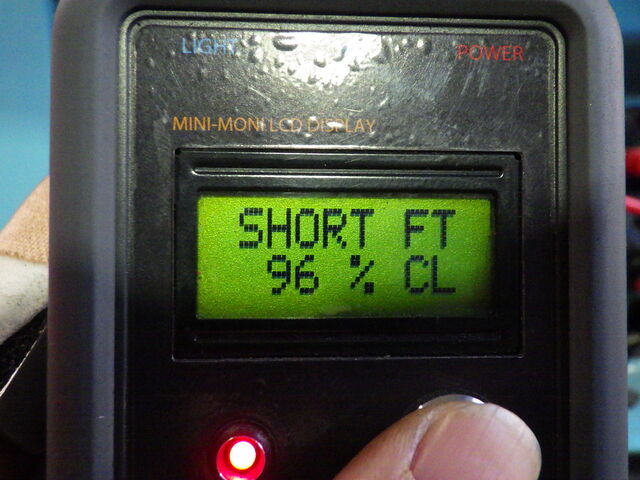 LIGHT
POWER
MINI-MONI LCD DISPLAY
SHORT FT
96 % CL